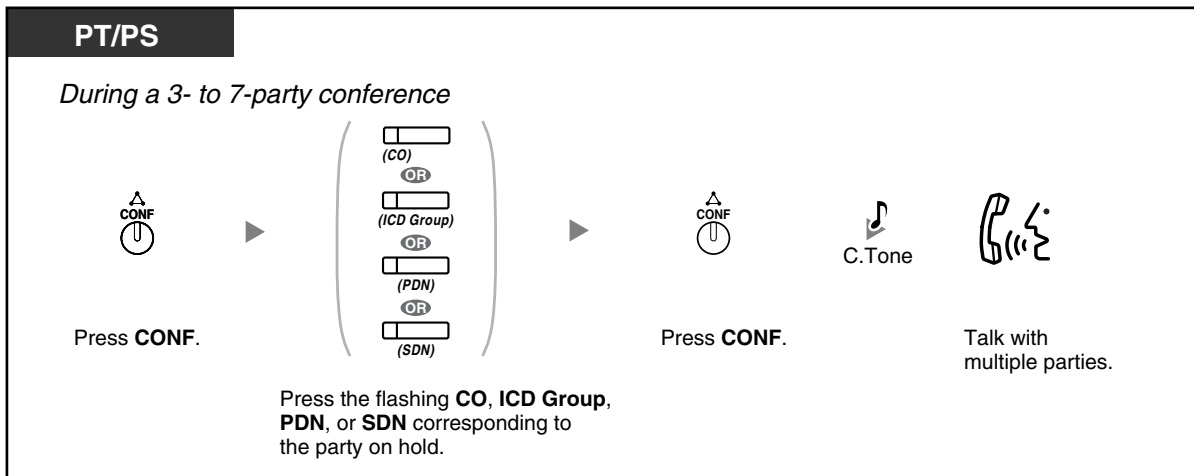 PT/PS
During a 3- to 7-party conference
CONF
Press CONF.
(CO)
OR
(ICD Group)
OR
(PDN)
OR
(SDN)
Press the flashing CO, ICD Group,
PDN, or SDN corresponding to
the party on hold.
CONF
Press CONF.
C.Tone
Talk with
multiple parties.